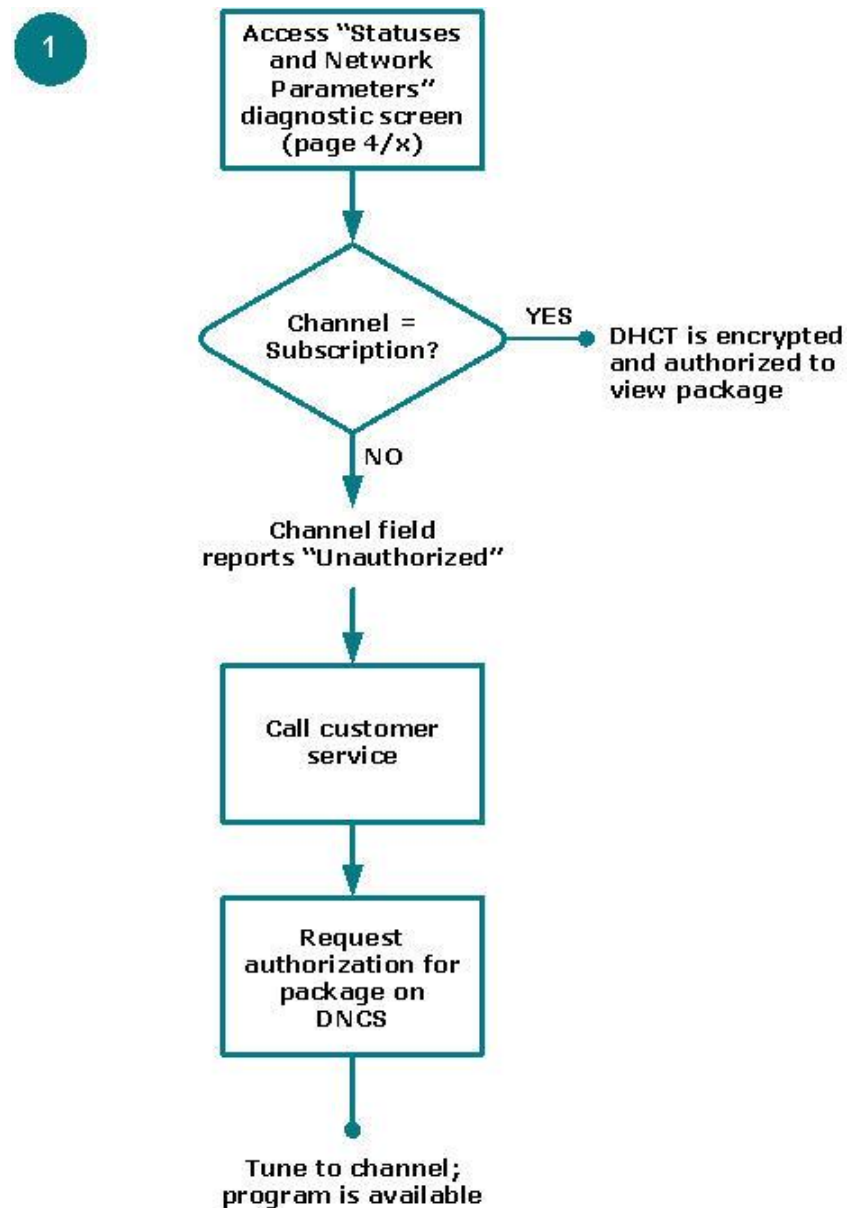 1
Access “Statuses
and Network
Parameters”
diagnostic screen
(page 4/x)
Channel =
Subscription?
YES
DHCT is encrypted
and authorized to
view package
NO
Channel field
reports “Unauthorized”
Call customer
service
Request
authorization for
package on
DNCS
Tune to channel;
program is available